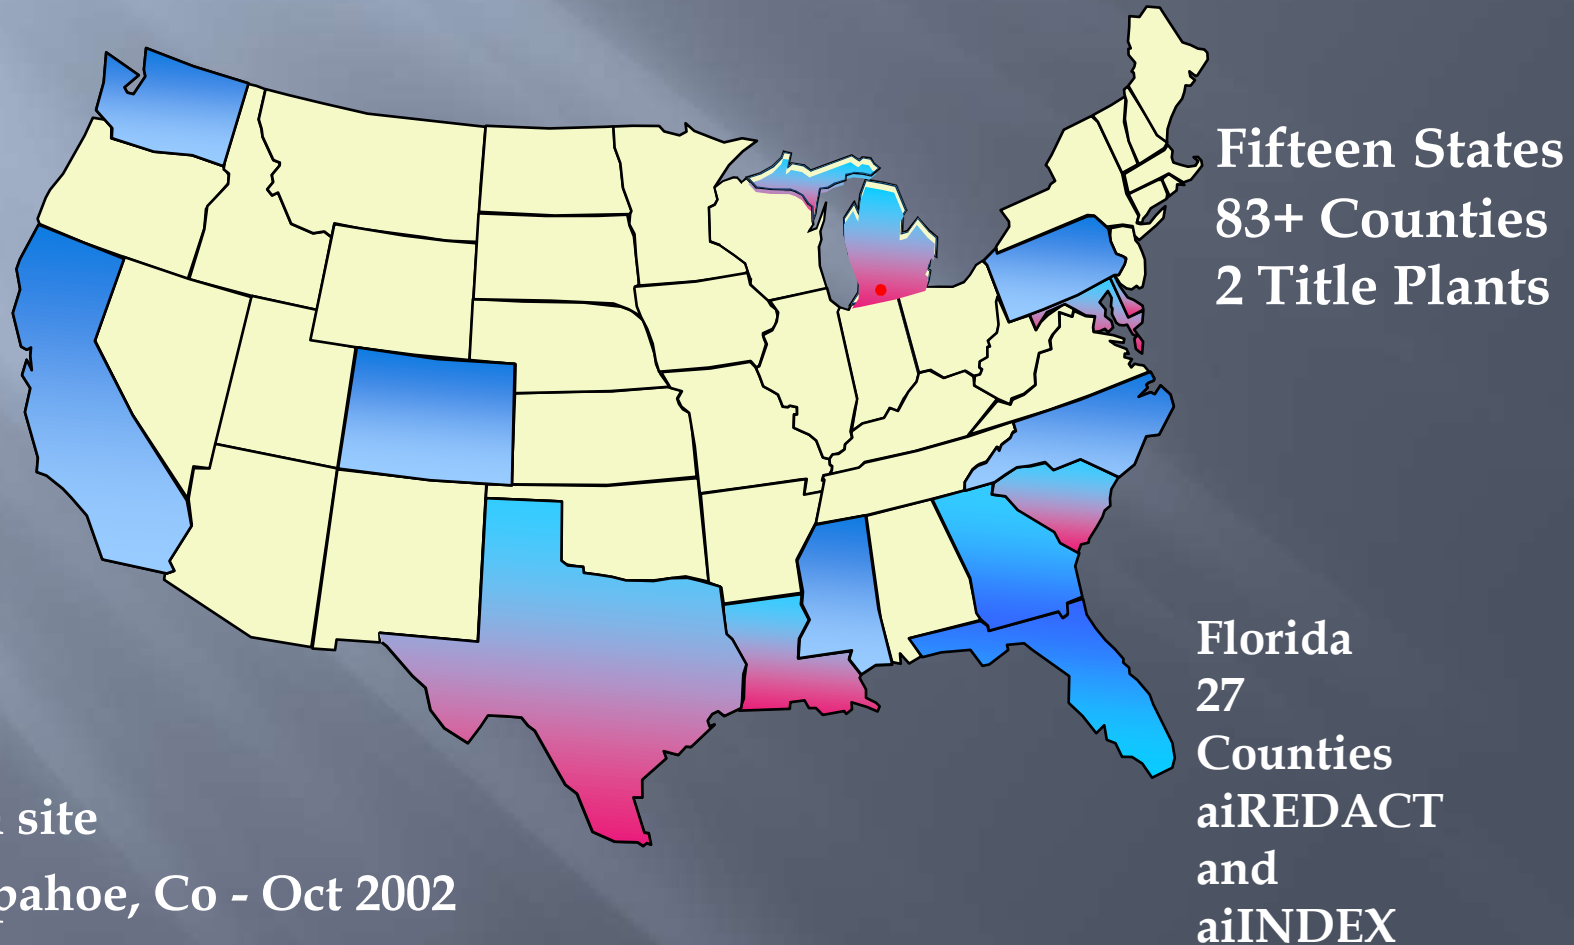 Fifteen States
83+ Counties
2 Title Plants
Florida
27
Counties
aiREDACT
and
aiINDEX
site
pahoe, Co - Oct 2002